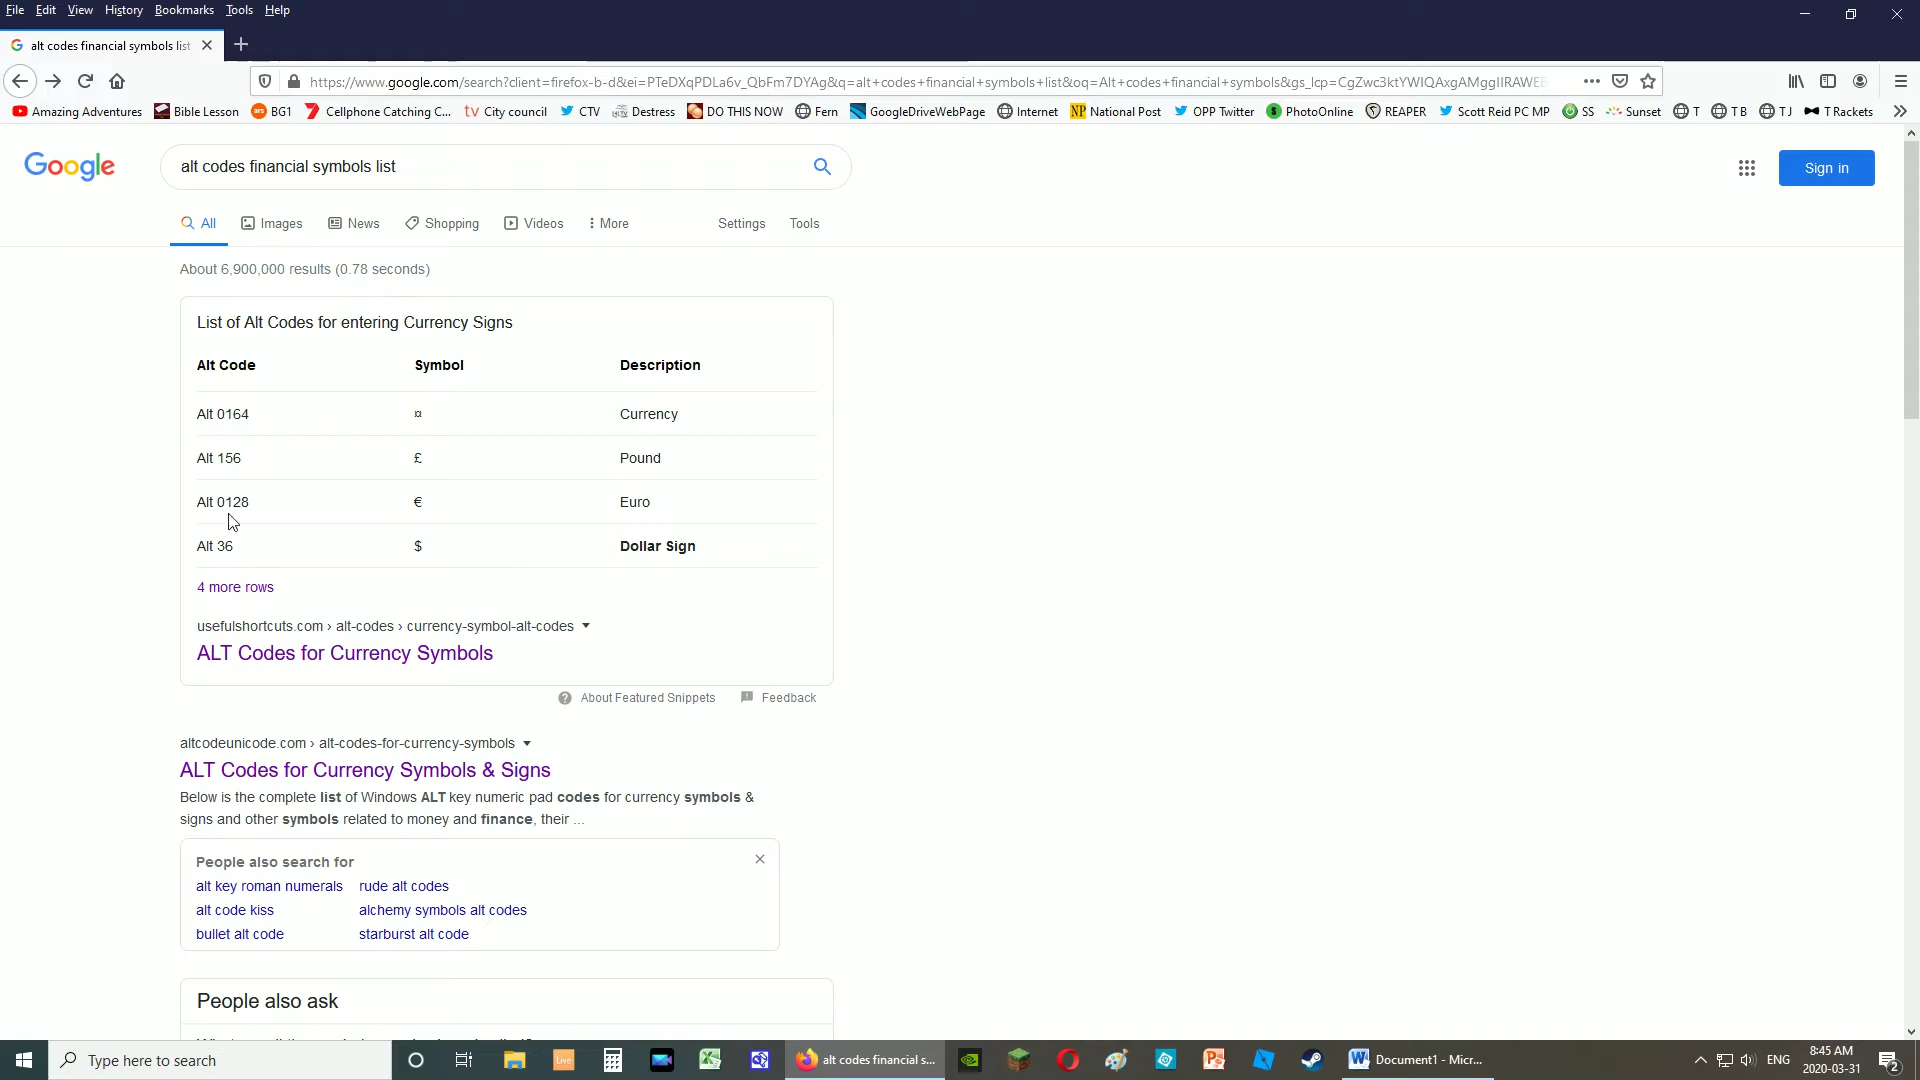 File Edit View History Bookmarks Tools Help
alt codes financial symbols list
https://www.google.com/search?client=firefox-b-d&ei=PTeDXqPDLa6v_QbFm7DYAg&q=alt+codes+financial+symbols+list&oq=Alt+codes+financial+symbols&gs_lcp=CgZwc3ktYWIQAxgAMggIIRAWEB
Amazing Adventures Bible Lesson BG1 Cellphone Catching C... City council CTV Destress DO THIS NOW Fern GoogleDriveWebPage Internet National Post OPP Twitter PhotoOnline REAPER Scott Reid PC MP SS Sunset T T B T J T Rackets
Google alt codes financial symbols list Sign in
All Images News Shopping Videos More Settings Tools
About 6,900,000 results (0.78 seconds)
List of Alt Codes for entering Currency Signs
Alt Code Symbol Description
Alt 0164 ¤ Currency
Alt 156 £ Pound
Alt 0128 € Euro
Alt 36 $ Dollar Sign
4 more rows
usefulshortcuts.com › alt-codes › currency-symbol-alt-codes
ALT Codes for Currency Symbols
About Featured Snippets Feedback
altcodeunicode.com › alt-codes-for-currency-symbols
ALT Codes for Currency Symbols & Signs
Below is the complete list of Windows ALT key numeric pad codes for currency symbols &
signs and other symbols related to money and finance, their ...
People also search for
alt key roman numerals rude alt codes
alt code kiss alchemy symbols alt codes
bullet alt code starburst alt code
People also ask
Type here to search alt codes financial s... Document1 - Micr... ENG 8:45 AM
2020-03-31 2